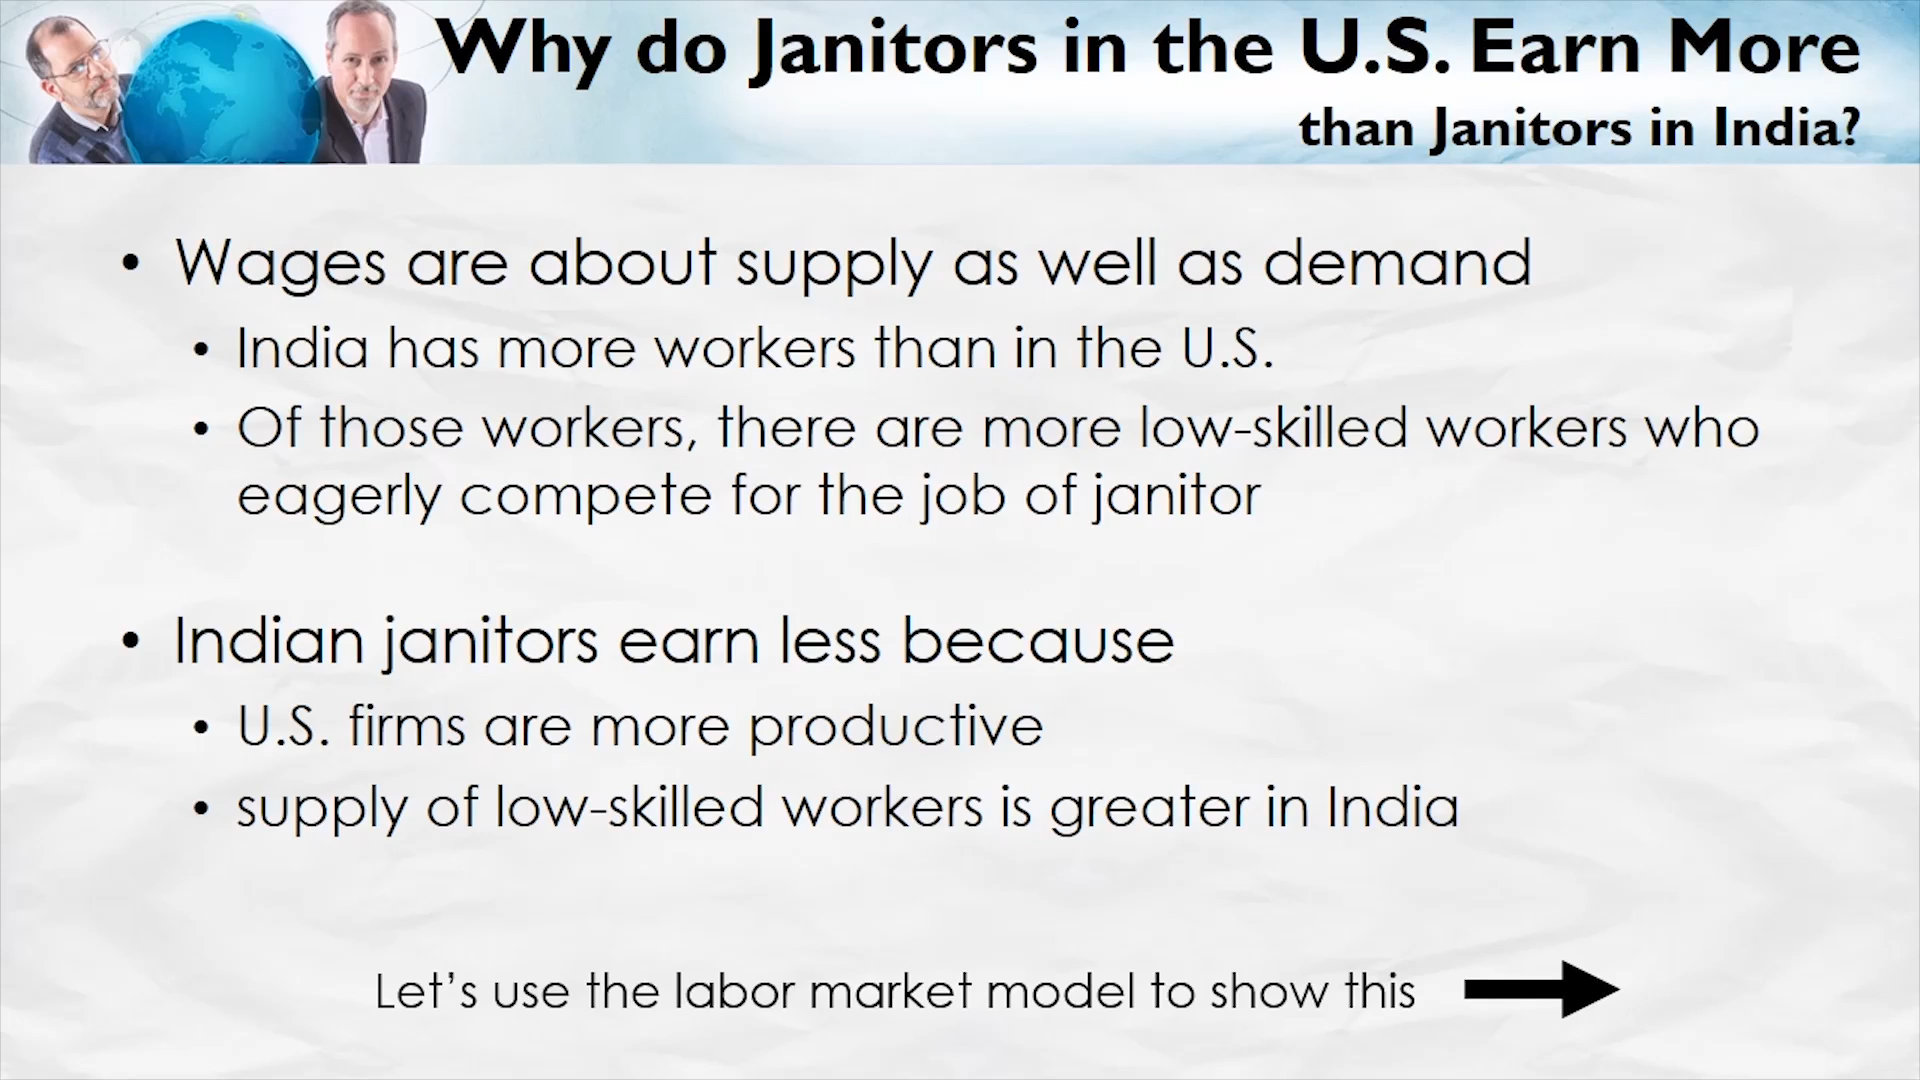 Why do Janitors in the U.S. Earn More
than Janitors in India?
• Wages are about supply as well as demand
• India has more workers than in the U.S.
• Of those workers, there are more low-skilled workers who
eagerly compete for the job of janitor
• Indian janitors earn less because
• U.S. firms are more productive
• supply of low-skilled workers is greater in India
Let’s use the labor market model to show this